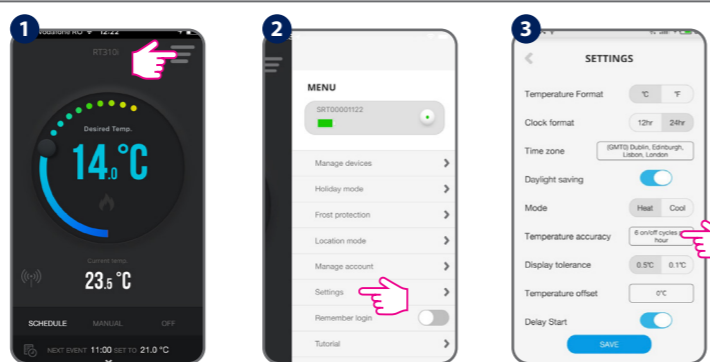 1
Vodafone RO 12:22
RT310i
Desired Temp.
14.0 °C
Current temp.
23.5 °C
SCHEDULE MANUAL OFF
NEXT EVENT 11:00 SET TO 21.0 °C
2
MENU
SRT00001122
Manage devices
Holiday mode
Frost protection
Location mode
Manage account
Settings
Remember login
Tutorial
3
SETTINGS
Temperature Format °C °F
Clock format 12hr 24hr
Time zone (GMT0) Dublin, Edinburgh,
Lisbon, London
Daylight saving
Mode Heat Cool
Temperature accuracy 6 on/off cycles
hour
Display tolerance 0.5°C 0.1°C
Temperature offset 0°C
Delay Start
SAVE